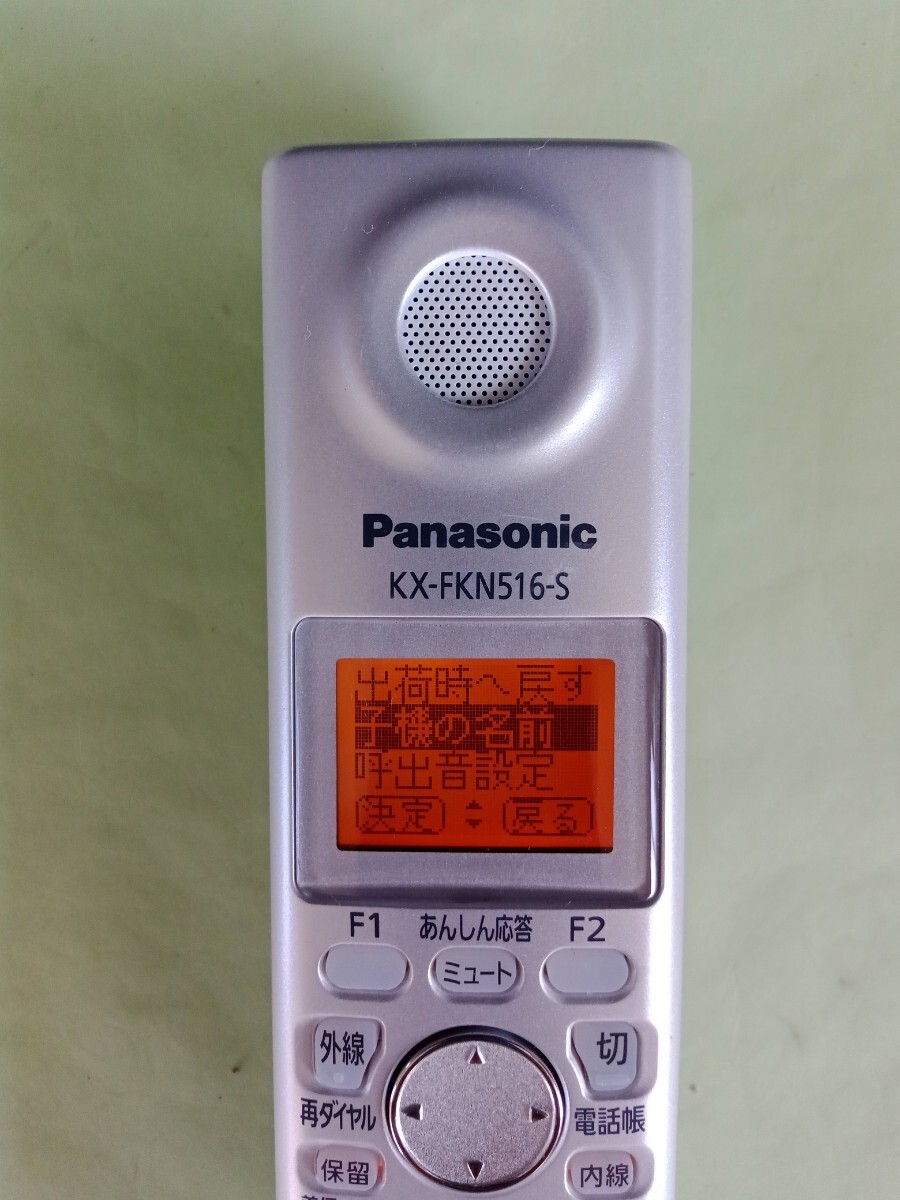 Panasonic
KX-FKN516-S
出荷時へ戻す
子機の名前
呼出音設定
決定 戻る
F1 あんしん応答 F2
ミュート
外線 切
再ダイヤル 電話帳
保留 内線